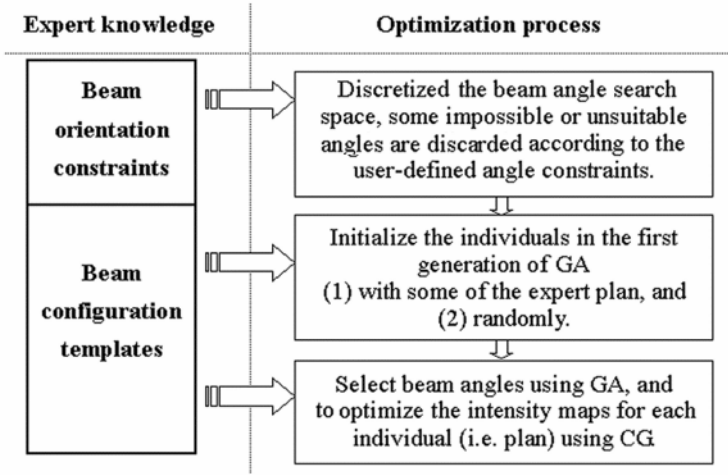 Expert knowledge
Optimization process
Beam
orientation
constraints
Discretized the beam angle search
space, some impossible or unsuitable
angles are discarded according to the
user-defined angle constraints.
Beam
configuration
templates
Initialize the individuals in the first
generation of GA
(1) with some of the expert plan, and
(2) randomly.
Select beam angles using GA, and
to optimize the intensity maps for each
individual (i.e. plan) using CG